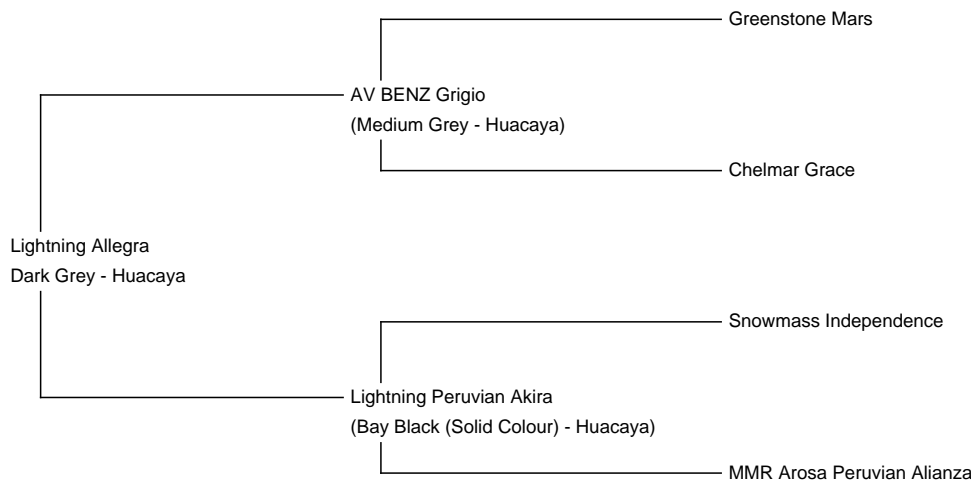 Greenstone Mars
AV BENZ Grigio
(Medium Grey - Huacaya)
Chelmar Grace
Lightning Allegra
Dark Grey - Huacaya
Snowmass Independence
Lightning Peruvian Akira
(Bay Black (Solid Colour) - Huacaya)
MMR Arosa Peruvian Alianza